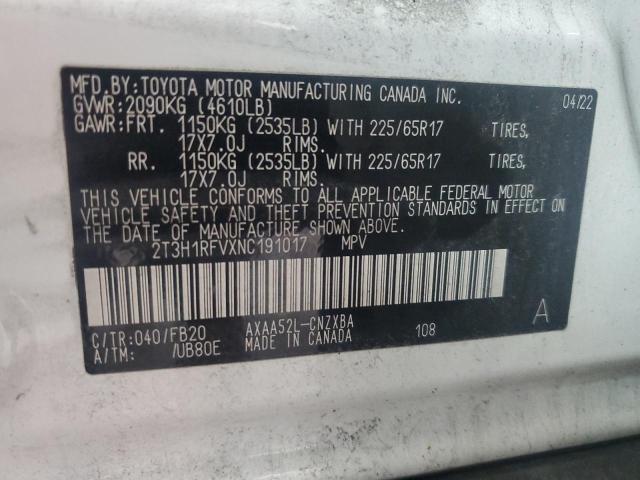 MFD.BY:TOYOTA MOTOR MANUFACTURING CANADA INC. 04/22
GVWR:2090KG (4610LB)
GAWR:FRT. 1150KG (2535LB) WITH 225/65R17 TIRES,
17X7.0J RIMS.
RR. 1150KG (2535LB) WITH 225/65R17 TIRES,
17X7.0J RIMS.
THIS VEHICLE CONFORMS TO ALL APPLICABLE FEDERAL MOTOR
VEHICLE SAFETY AND THEFT PREVENTION STANDARDS IN EFFECT ON
THE DATE OF MANUFACTURE SHOWN ABOVE.
2T3H1RFVXNC191017 MPV
C/TR:040/FB20 AXAA52L-CNZXBA 108 A
A/TM: /UB80E MADE IN CANADA